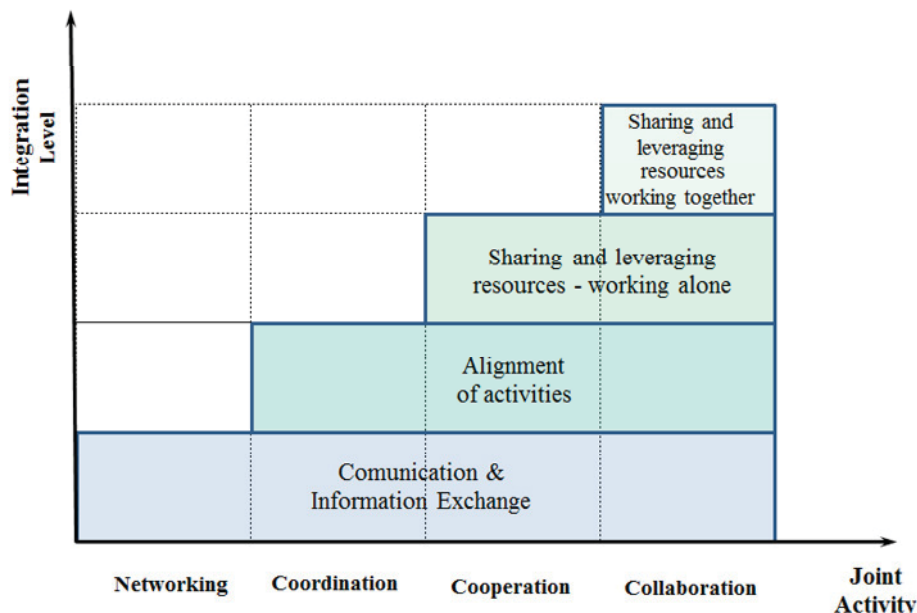 Integration
Level
Sharing and
leveraging
resources
working together
Sharing and leveraging
resources - working alone
Alignment
of activities
Comunication &
Information Exchange
Networking
Coordination
Cooperation
Collaboration
Joint
Activity